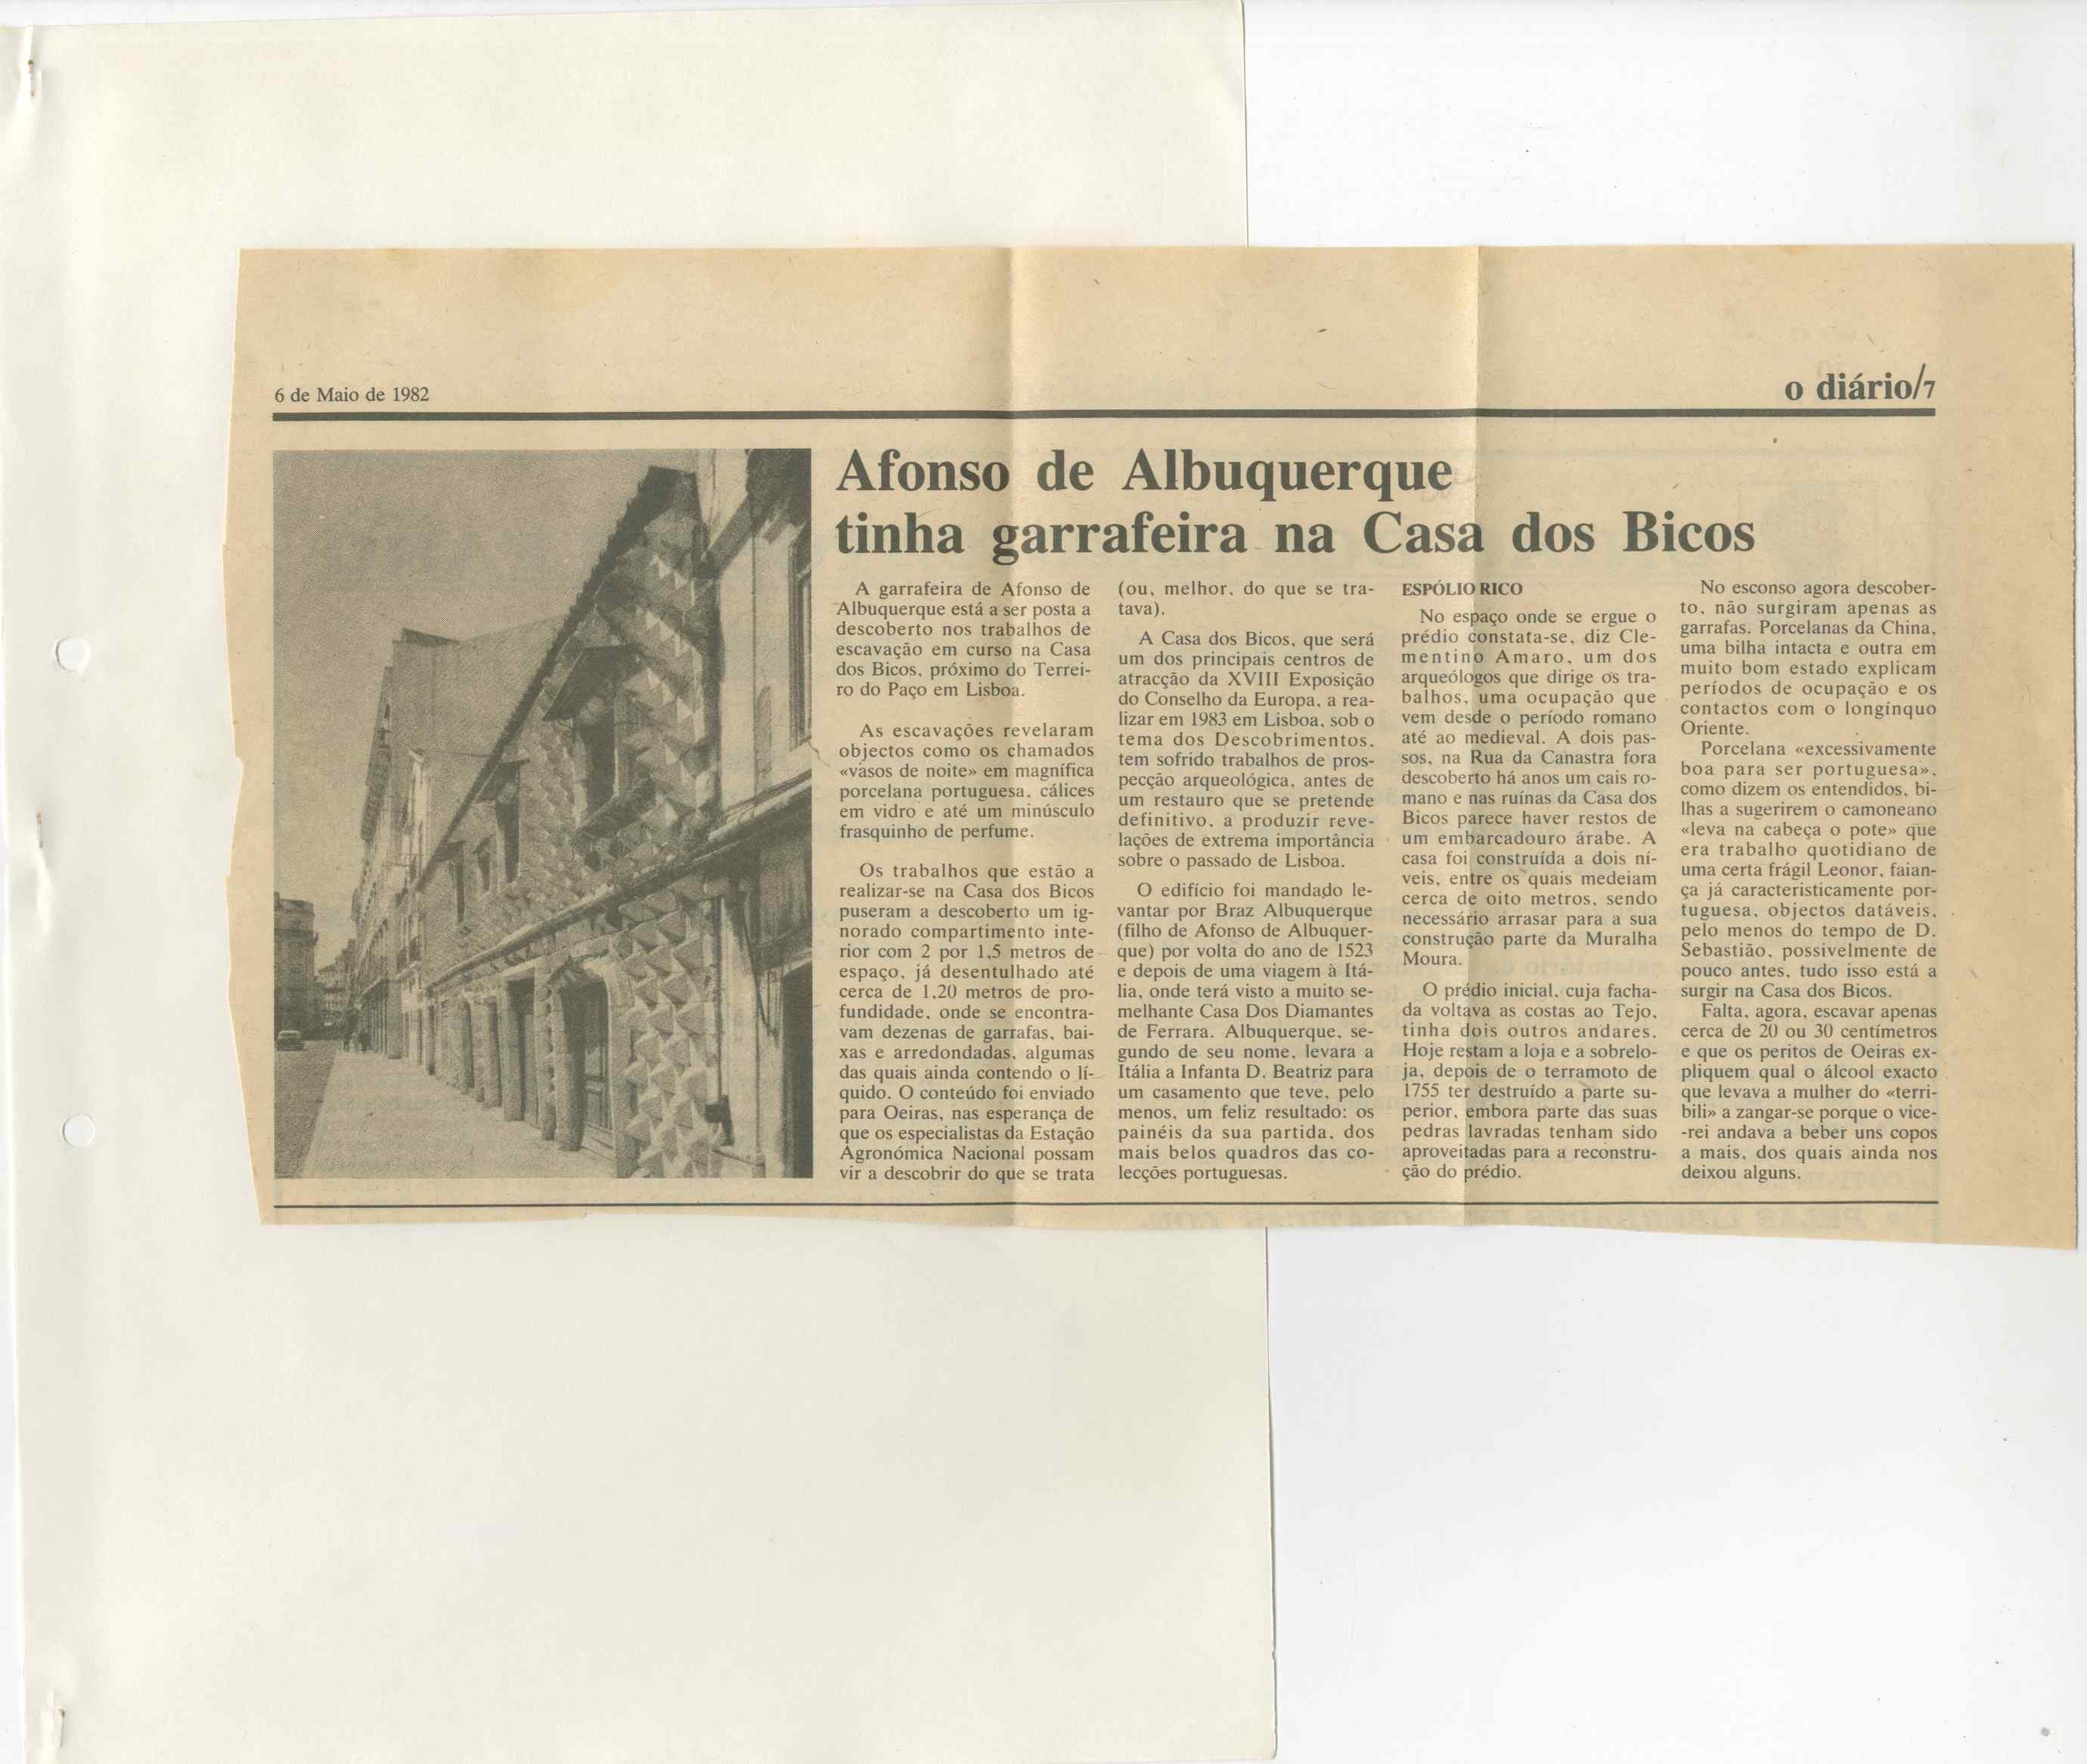 6 de Maio de 1982
o diário/7
Afonso de Albuquerque
tinha garrafeira na Casa dos Bicos
A garrafeira de Afonso de
Albuquerque está a ser posta a
descoberto nos trabalhos de
escavação em curso na Casa
dos Bicos, próximo do Terrei-
ro do Paço em Lisboa.
As escavações revelaram
objectos como os chamados
«vasos de noite» em magnífica
porcelana portuguesa, cálices
em vidro e até um minúsculo
frasquinho de perfume.
Os trabalhos que estão a
realizar-se na Casa dos Bicos
puseram a descoberto um ig-
norado compartimento inte-
rior com 2 por 1,5 metros de
espaço, já desentulhado até
cerca de 1,20 metros de pro-
fundidade, onde se encontra-
vam dezenas de garrafas, bai-
xas e arredondadas, algumas
das quais ainda contendo o lí-
quido. O conteúdo foi enviado
para Oeiras, nas esperança de
que os especialistas da Estação
Agronómica Nacional possam
vir a descobrir do que se trata
(ou, melhor, do que se tra-
tava).
A Casa dos Bicos, que será
um dos principais centros de
atracção da XVIII Exposição
do Conselho da Europa, a rea-
lizar em 1983 em Lisboa, sob o
tema dos Descobrimentos,
tem sofrido trabalhos de pros-
pecção arqueológica, antes de
um restauro que se pretende
definitivo, a produzir reve-
lações de extrema importância
sobre o passado de Lisboa.
O edifício foi mandado le-
vantar por Braz Albuquerque
(filho de Afonso de Albuquer-
que) por volta do ano de 1523
e depois de uma viagem à Itá-
lia, onde terá visto a muito se-
melhante Casa Dos Diamantes
de Ferrara. Albuquerque, se-
gundo de seu nome, levara a
Itália a Infanta D. Beatriz para
um casamento que teve, pelo
menos, um feliz resultado: os
painéis da sua partida, dos
mais belos quadros das co-
lecções portuguesas.
ESPÓLIO RICO
No espaço onde se ergue o
prédio constata-se, diz Cle-
mentino Amaro, um dos
arqueólogos que dirige os tra-
balhos, uma ocupação que
vem desde o período romano
até ao medieval. A dois pas-
sos, na Rua da Canastra fora
descoberto há anos um cais ro-
mano e nas ruínas da Casa dos
Bicos parece haver restos de
um embarcadouro árabe. A
casa foi construída a dois ní-
veis, entre os quais medeiam
cerca de oito metros, sendo
necessário arrasar para a sua
construção parte da Muralha
Moura.
O prédio inicial, cuja facha-
da voltava as costas ao Tejo,
tinha dois outros andares.
Hoje restam a loja e a sobrelo-
ja, depois de o terramoto de
1755 ter destruído a parte su-
perior, embora parte das suas
pedras lavradas tenham sido
aproveitadas para a reconstru-
ção do prédio.
No esconso agora descober-
to, não surgiram apenas as
garrafas. Porcelanas da China,
uma bilha intacta e outra em
muito bom estado explicam
períodos de ocupação e os
contactos com o longínquo
Oriente.
Porcelana «excessivamente
boa para ser portuguesa»,
como dizem os entendidos, bi-
lhas a sugerirem o camoneano
«leva na cabeça o pote» que
era trabalho quotidiano de
uma certa frágil Leonor, faian-
ça já caracteristicamente por-
tuguesa, objectos datáveis,
pelo menos do tempo de D.
Sebastião, possivelmente de
pouco antes, tudo isso está a
surgir na Casa dos Bicos.
Falta, agora, escavar apenas
cerca de 20 ou 30 centímetros
e que os peritos de Oeiras ex-
pliquem qual o álcool exacto
que levava a mulher do «terri-
bili» a zangar-se porque o vice-
-rei andava a beber uns copos
a mais, dos quais ainda nos
deixou alguns.